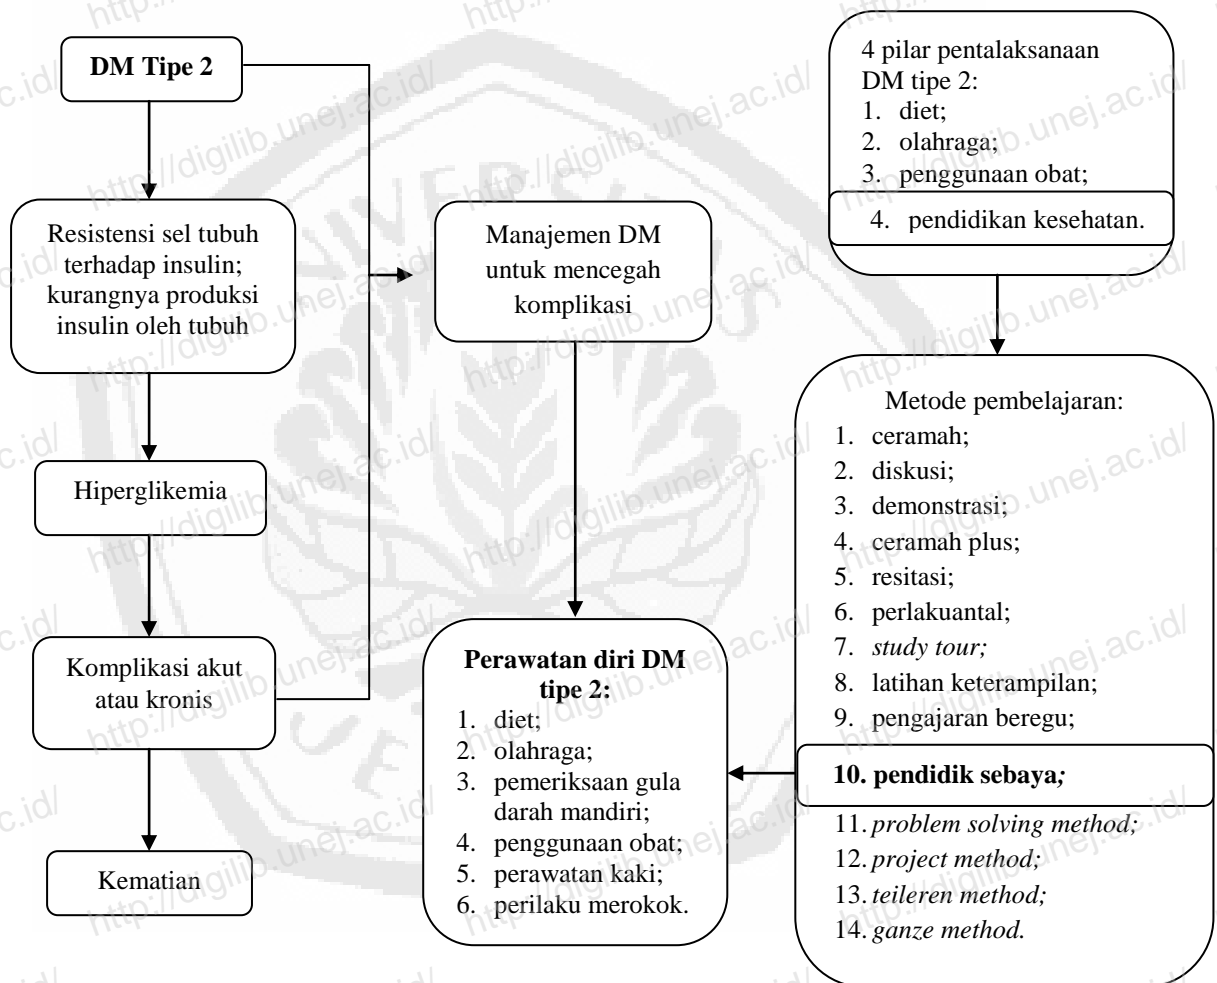 DM Tipe 2
Resistensi sel tubuh
terhadap insulin;
kurangnya produksi
insulin oleh tubuh
Hiperglikemia
Komplikasi akut
atau kronis
Kematian
Manajemen DM
untuk mencegah
komplikasi
Perawatan diri DM
tipe 2:
1. diet;
2. olahraga;
3. pemeriksaan gula
darah mandiri;
4. penggunaan obat;
5. perawatan kaki;
6. perilaku merokok.
4 pilar pentalaksanaan
DM tipe 2:
1. diet;
2. olahraga;
3. penggunaan obat;
4. pendidikan kesehatan.
Metode pembelajaran:
1. ceramah;
2. diskusi;
3. demonstrasi;
4. ceramah plus;
5. resitasi;
6. perlakuantal;
7. study tour;
8. latihan keterampilan;
9. pengajaran beregu;
10. pendidik sebaya;
11. problem solving method;
12. project method;
13. teileren method;
14. ganze method.
http://digilib.unej.ac.id/